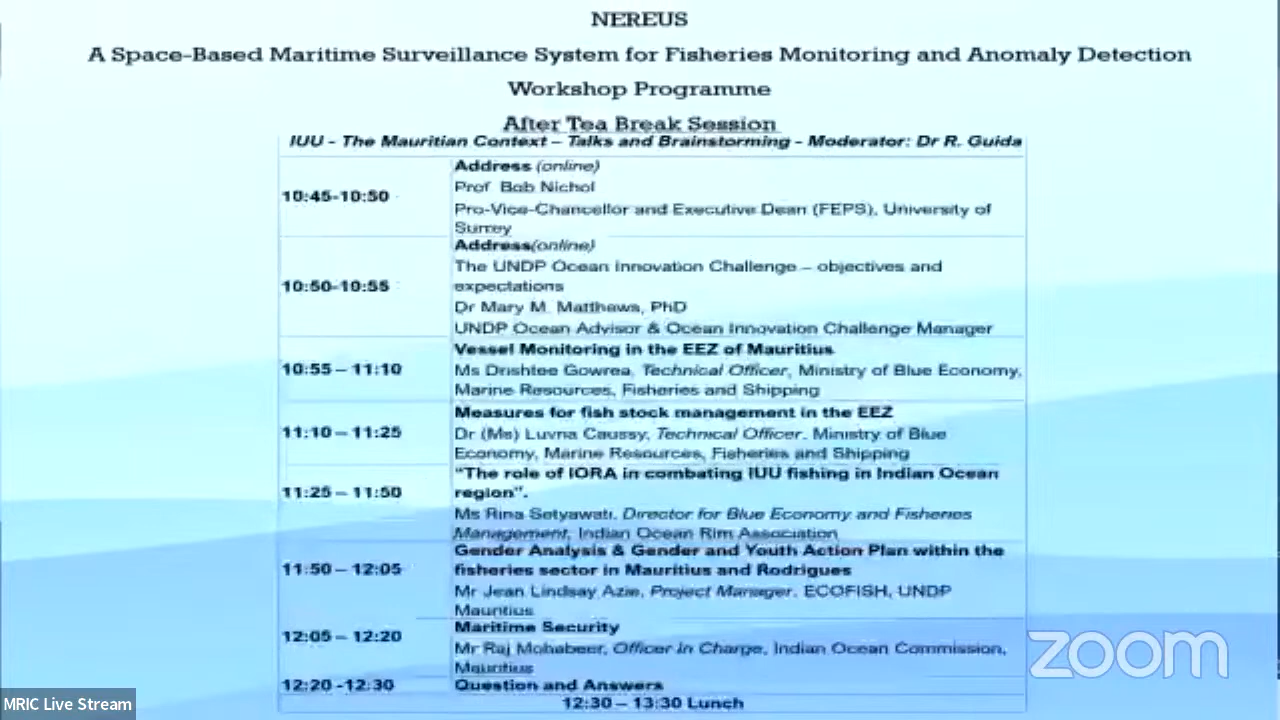 NEREUS
A Space-Based Maritime Surveillance System for Fisheries Monitoring and Anomaly Detection
Workshop Programme
After Tea Break Session
IUU - The Mauritian Context – Talks and Brainstorming - Moderator: Dr R. Guida
10:45-10:50
Address (online)
Prof Bob Nichol
Pro-Vice-Chancellor and Executive Dean (FEPS), University of
Surrey
10:50-10:55
Address(online)
The UNDP Ocean Innovation Challenge – objectives and
expectations
Dr Mary M. Matthews, PhD
UNDP Ocean Advisor & Ocean Innovation Challenge Manager
10:55 – 11:10
Vessel Monitoring in the EEZ of Mauritius
Ms Drishtee Gowrea, Technical Officer, Ministry of Blue Economy,
Marine Resources, Fisheries and Shipping
11:10 – 11:25
Measures for fish stock management in the EEZ
Dr (Ms) Luvna Caussy, Technical Officer, Ministry of Blue
Economy, Marine Resources, Fisheries and Shipping
11:25 – 11:50
“The role of IORA in combating IUU fishing in Indian Ocean
region”.
Ms Rina Setyawati, Director for Blue Economy and Fisheries
Management, Indian Ocean Rim Association
11:50 – 12:05
Gender Analysis & Gender and Youth Action Plan within the
fisheries sector in Mauritius and Rodrigues
Mr Jean Lindsay Azie, Project Manager, ECOFISH, UNDP
Mauritius
12:05 – 12:20
Maritime Security
Mr Raj Mohabeer, Officer in Charge, Indian Ocean Commission,
Mauritius
12:20 -12:30
Question and Answers
12:30 – 13:30 Lunch
zoom
MRIC Live Stream